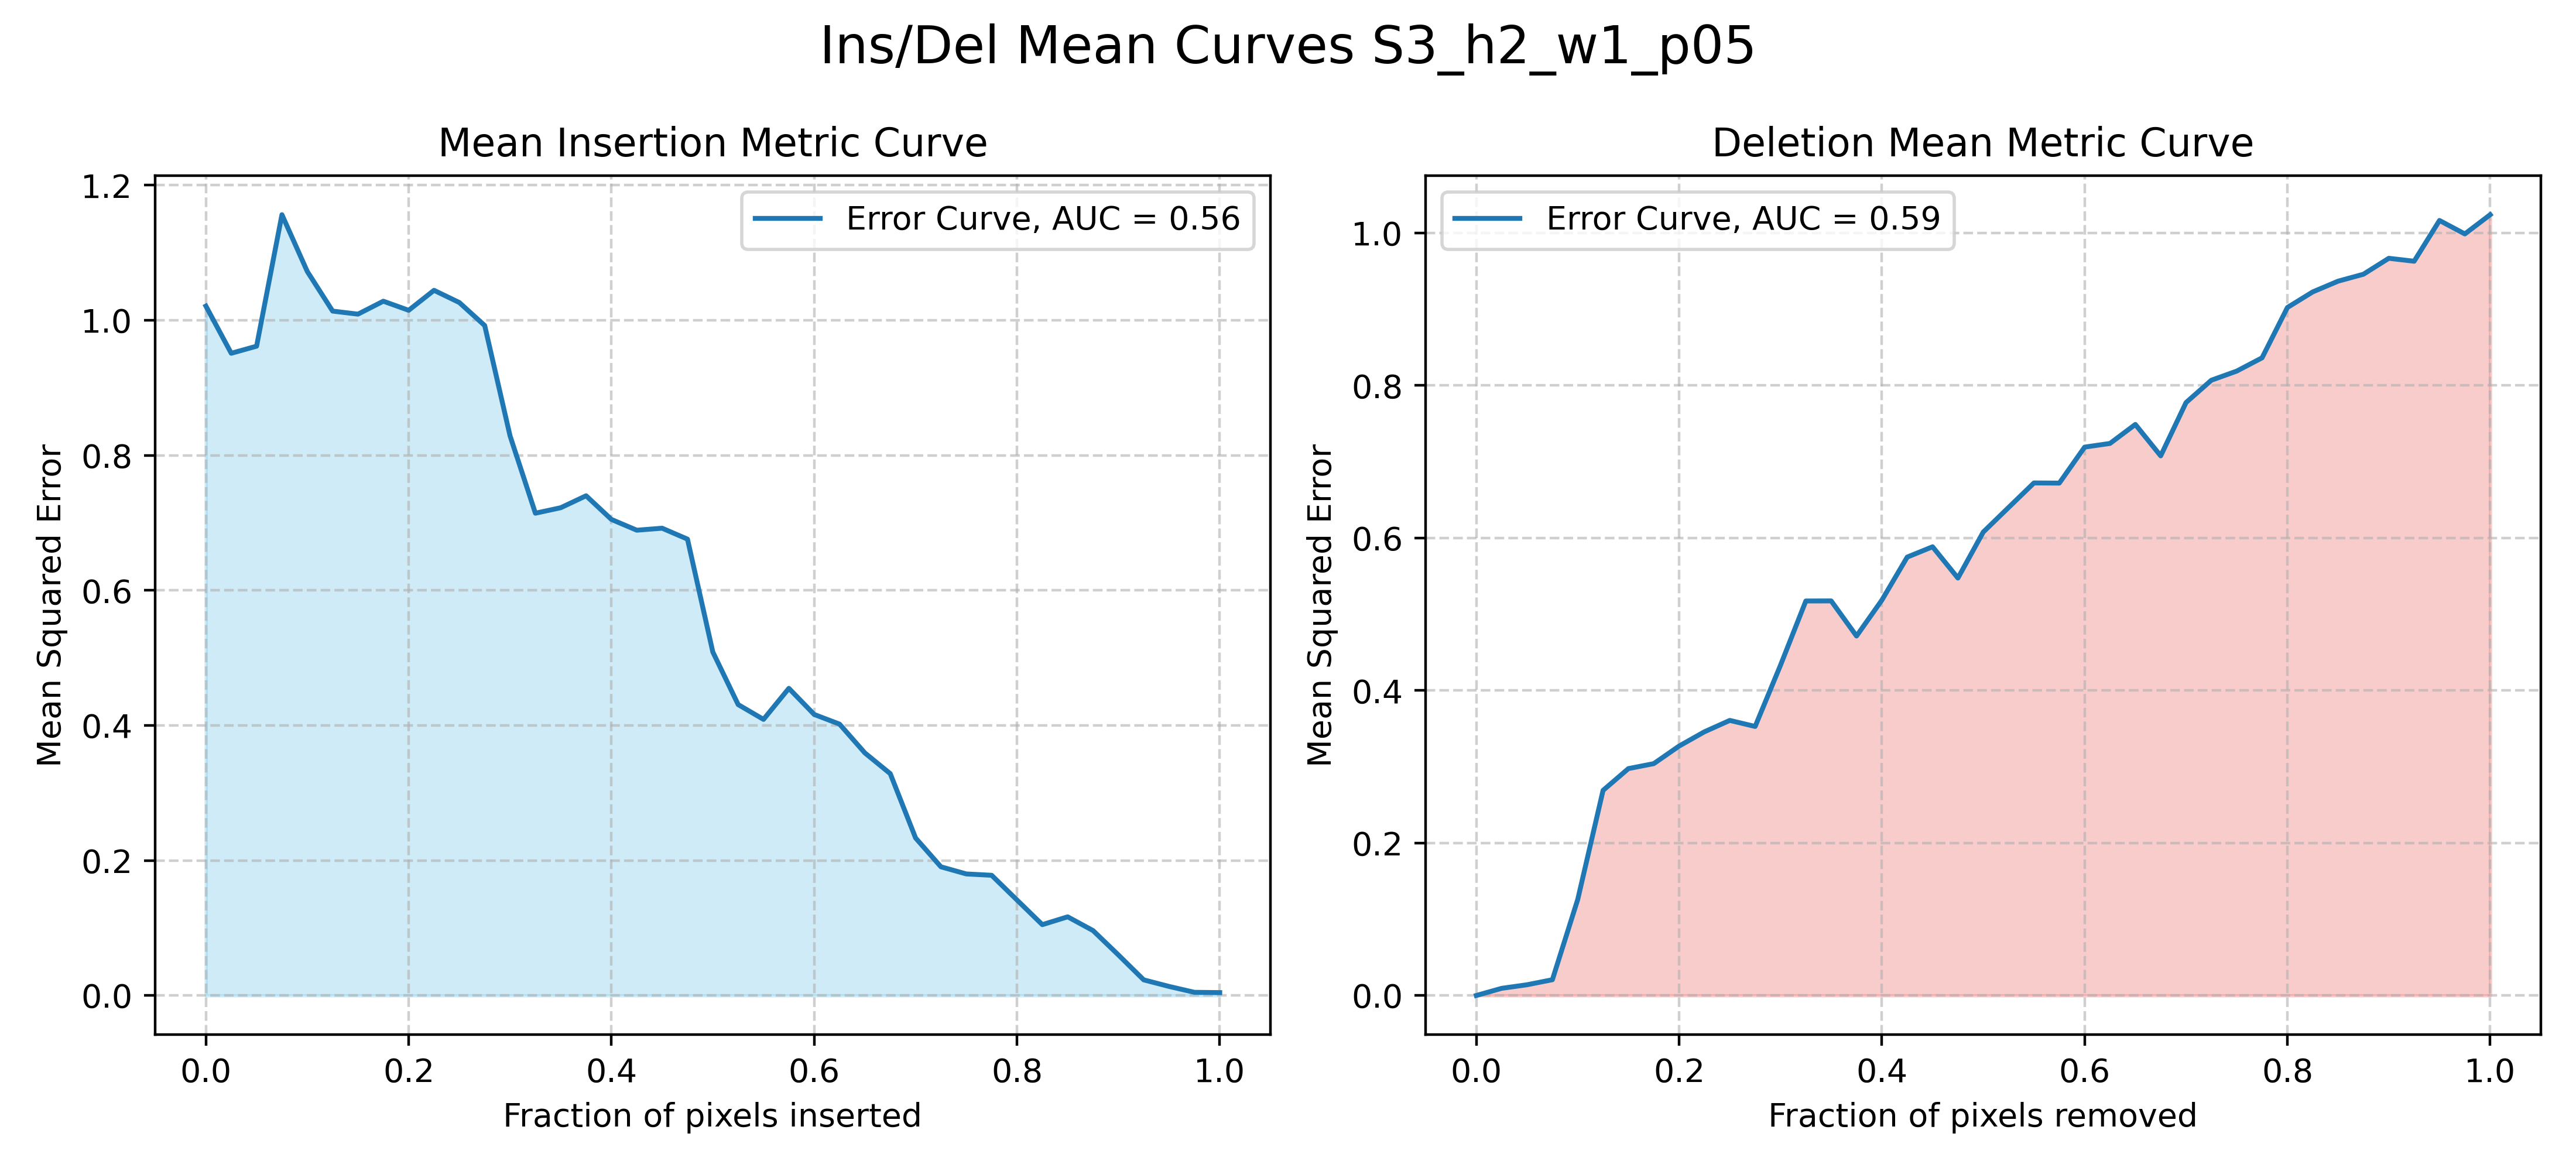 Ins/Del Mean Curves S3_h2_w1_p05
Mean Insertion Metric Curve
Error Curve, AUC = 0.56
Mean Squared Error
1.2
1.0
0.8
0.6
0.4
0.2
0.0
0.0 0.2 0.4 0.6 0.8 1.0
Fraction of pixels inserted
Deletion Mean Metric Curve
Error Curve, AUC = 0.59
Mean Squared Error
1.0
0.8
0.6
0.4
0.2
0.0
0.0 0.2 0.4 0.6 0.8 1.0
Fraction of pixels removed